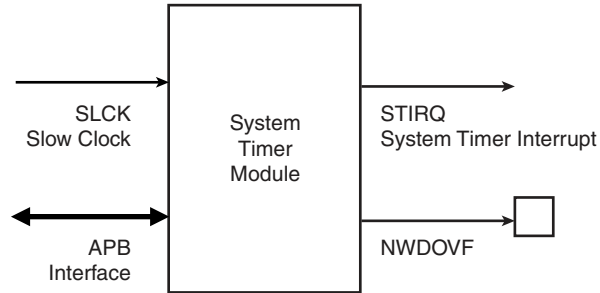 SLCK
Slow Clock
System
Timer
Module
STIRQ
System Timer Interrupt
APB
Interface
NWDOVF